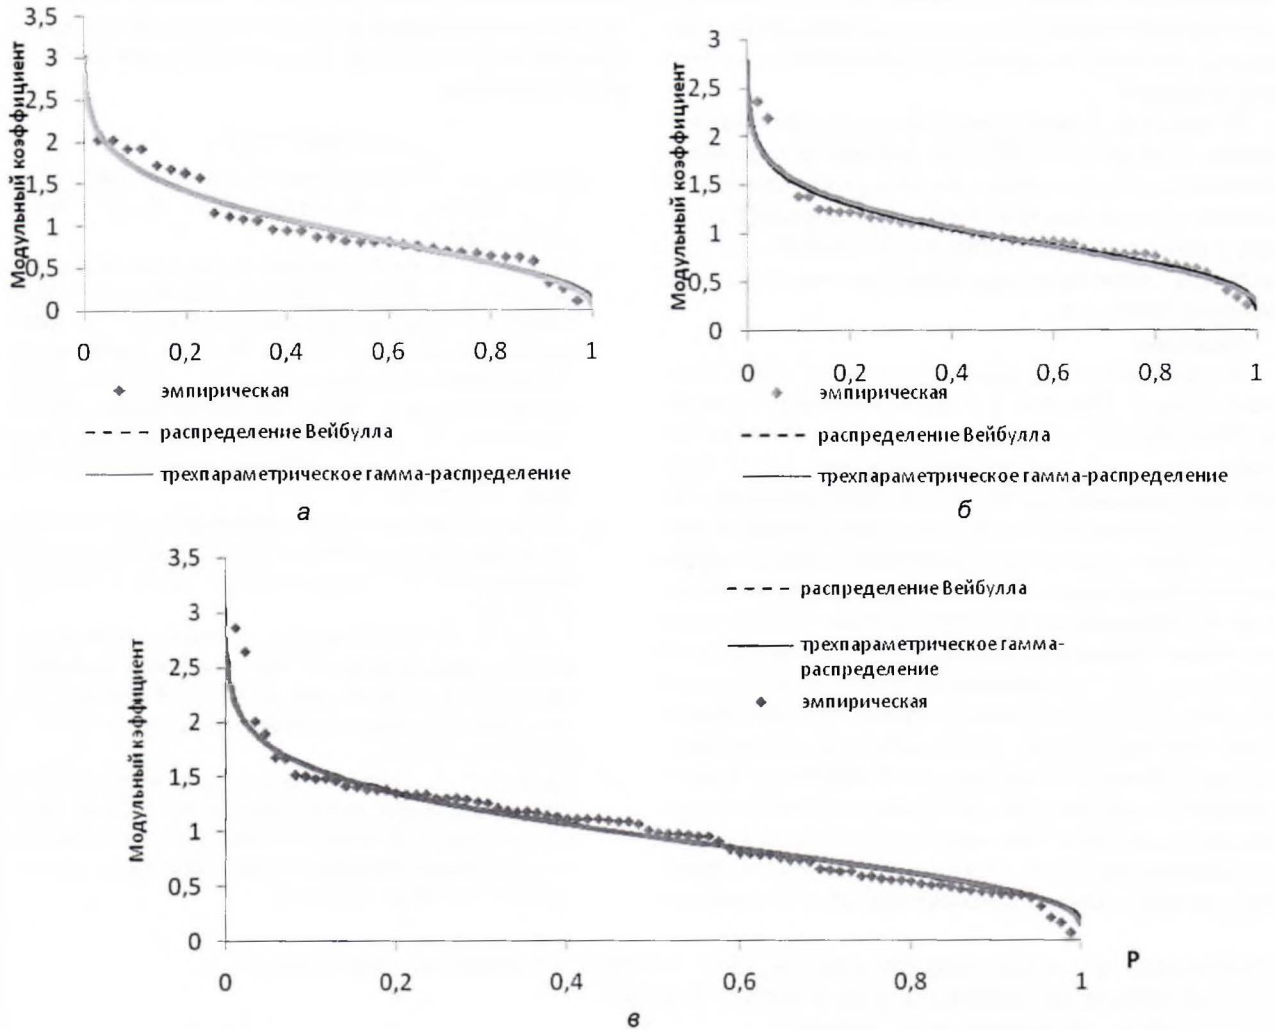 Модульный коэффициент
3,5
3
2,5
2
1,5
1
0,5
0
0 0,2 0,4 0,6 0,8 1
эмпирическая
распределение Вейбулла
трехпараметрическое гамма-распределение
а
Модульный коэффициент
3
2,5
2
1,5
1
0,5
0
0 0,2 0,4 0,6 0,8 1
эмпирическая
распределение Вейбулла
трехпараметрическое гамма-распределение
б
Модульный кэффициент
3,5
3
2,5
2
1,5
1
0,5
0
0 0,2 0,4 0,6 0,8 1
P
распределение Вейбулла
трехпараметрическое гамма-
распределение
эмпирическая
в